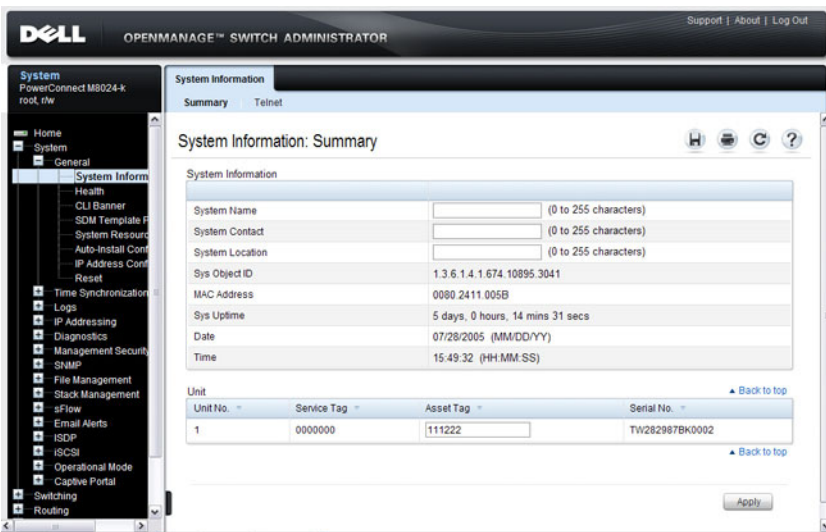 Support | About | Log Out
DELL OPENMANAGE™ SWITCH ADMINISTRATOR
System
PowerConnect M8024-k
root, r/w
Home
System
General
System Inform
Health
CLI Banner
SDM Template P
System Resourc
Auto-Install Conf
IP Address Conf
Reset
Time Synchronization
Logs
IP Addressing
Diagnostics
Management Security
SNMP
File Management
Stack Management
sFlow
Email Alerts
ISDP
iSCSI
Operational Mode
Captive Portal
Switching
Routing
System Information
Summary Telnet
System Information: Summary
System Information
System Name (0 to 255 characters)
System Contact (0 to 255 characters)
System Location (0 to 255 characters)
Sys Object ID 1.3.6.1.4.1.674.10895.3041
MAC Address 0080.2411.005B
Sys Uptime 5 days, 0 hours, 14 mins 31 secs
Date 07/28/2005 (MM/DD/YY)
Time 15:49:32 (HH:MM:SS)
Unit Back to top
Unit No. Service Tag Asset Tag Serial No.
1 0000000 111222 TW282987BK0002
Back to top
Apply